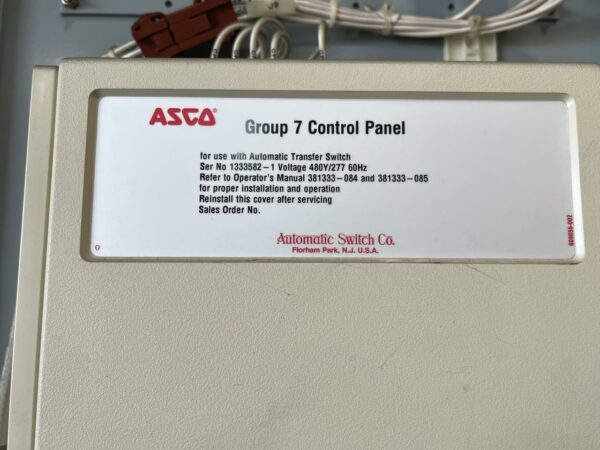 ASCO®
Group 7 Control Panel
for use with Automatic Transfer Switch
Ser No 1333582-1 Voltage 480Y/277 60Hz
Refer to Operator's Manual 381333-084 and 381333-085
for proper installation and operation
Reinstall this cover after servicing
Sales Order No.
Automatic Switch Co.
Florham Park, N.J. U.S.A.